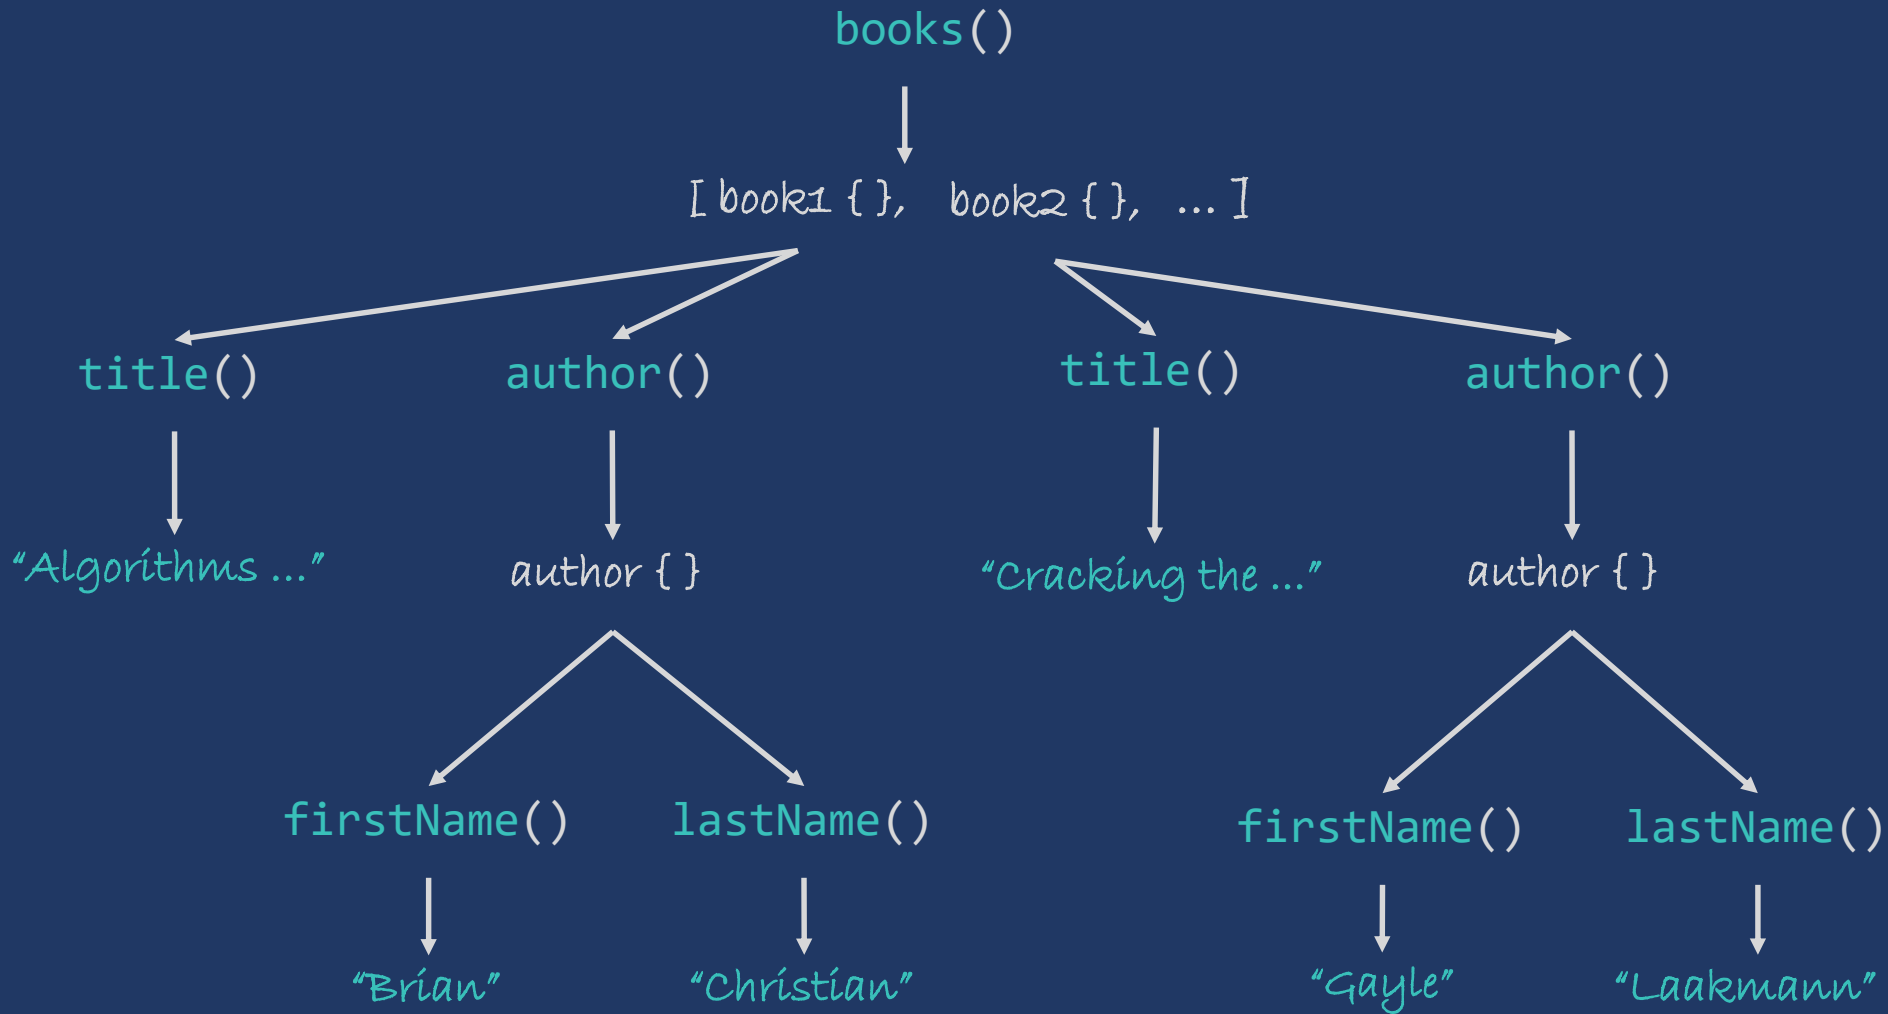 books()
[ book1 { }, book2 { }, ... ]
title() author() title() author()
“Algorithms ...” author { } “Cracking the ...” author { }
firstName() lastName() firstName() lastName()
“Brian” “Christian” “Gayle” “Laakmann”